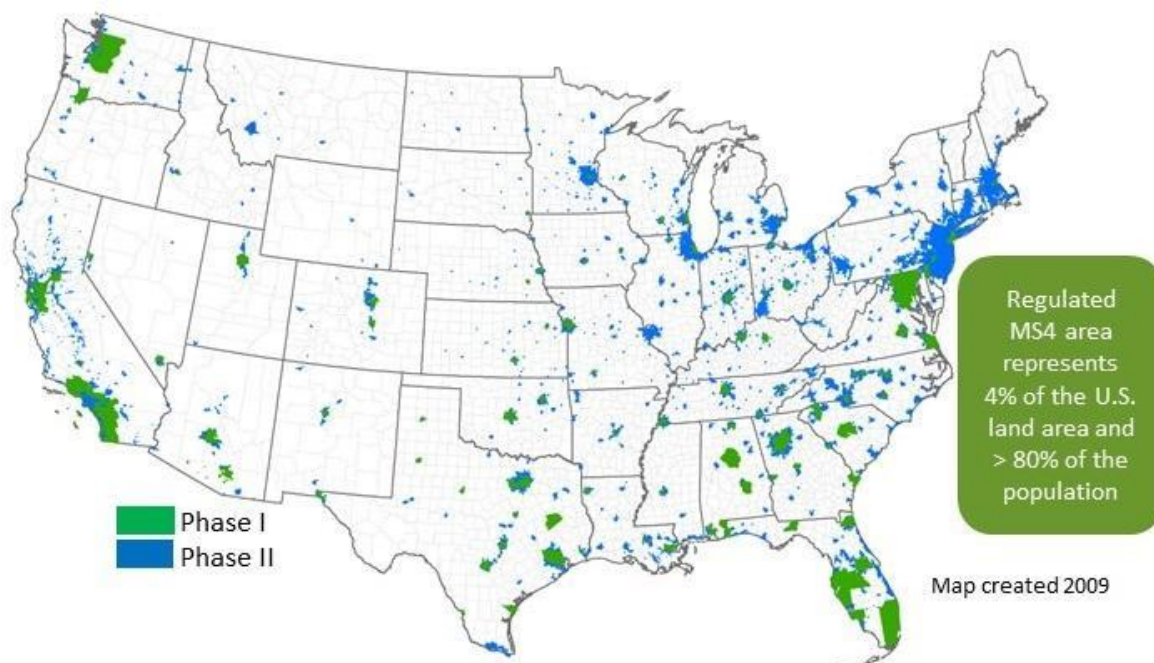 Regulated
MS4 area
represents
4% of the U.S.
land area and
> 80% of the
population
Phase I
Phase II
Map created 2009